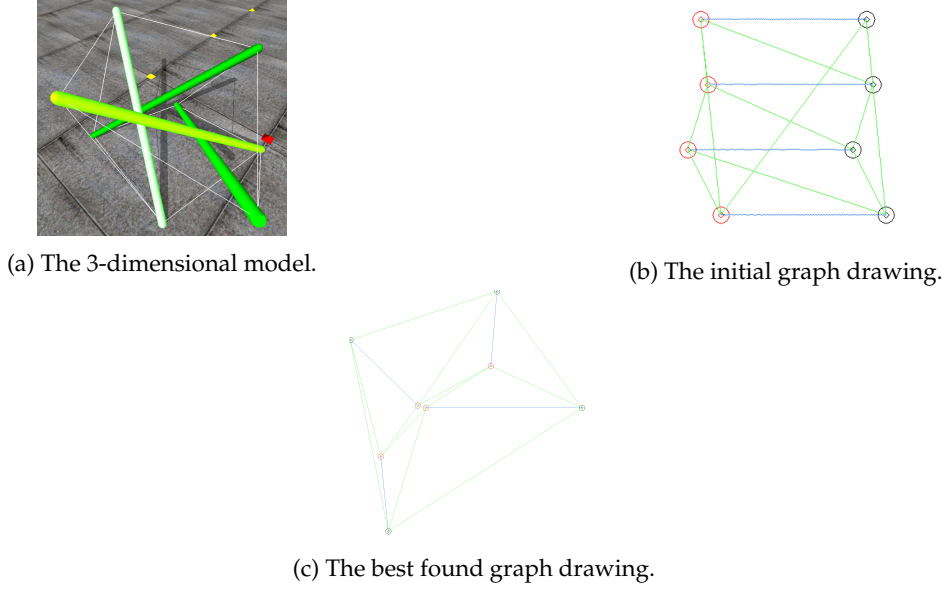 (a) The 3-dimensional model.
(b) The initial graph drawing.
(c) The best found graph drawing.